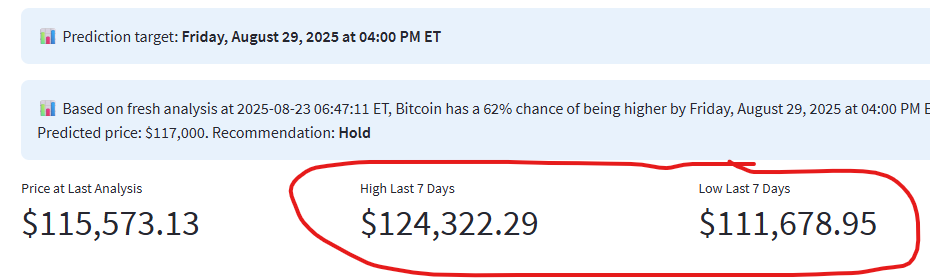 Prediction target: Friday, August 29, 2025 at 04:00 PM ET
Based on fresh analysis at 2025-08-23 06:47:11 ET, Bitcoin has a 62% chance of being higher by Friday, August 29, 2025 at 04:00 PM E
Predicted price: $117,000. Recommendation: Hold
Price at Last Analysis
High Last 7 Days
Low Last 7 Days
$115,573.13
$124,322.29
$111,678.95